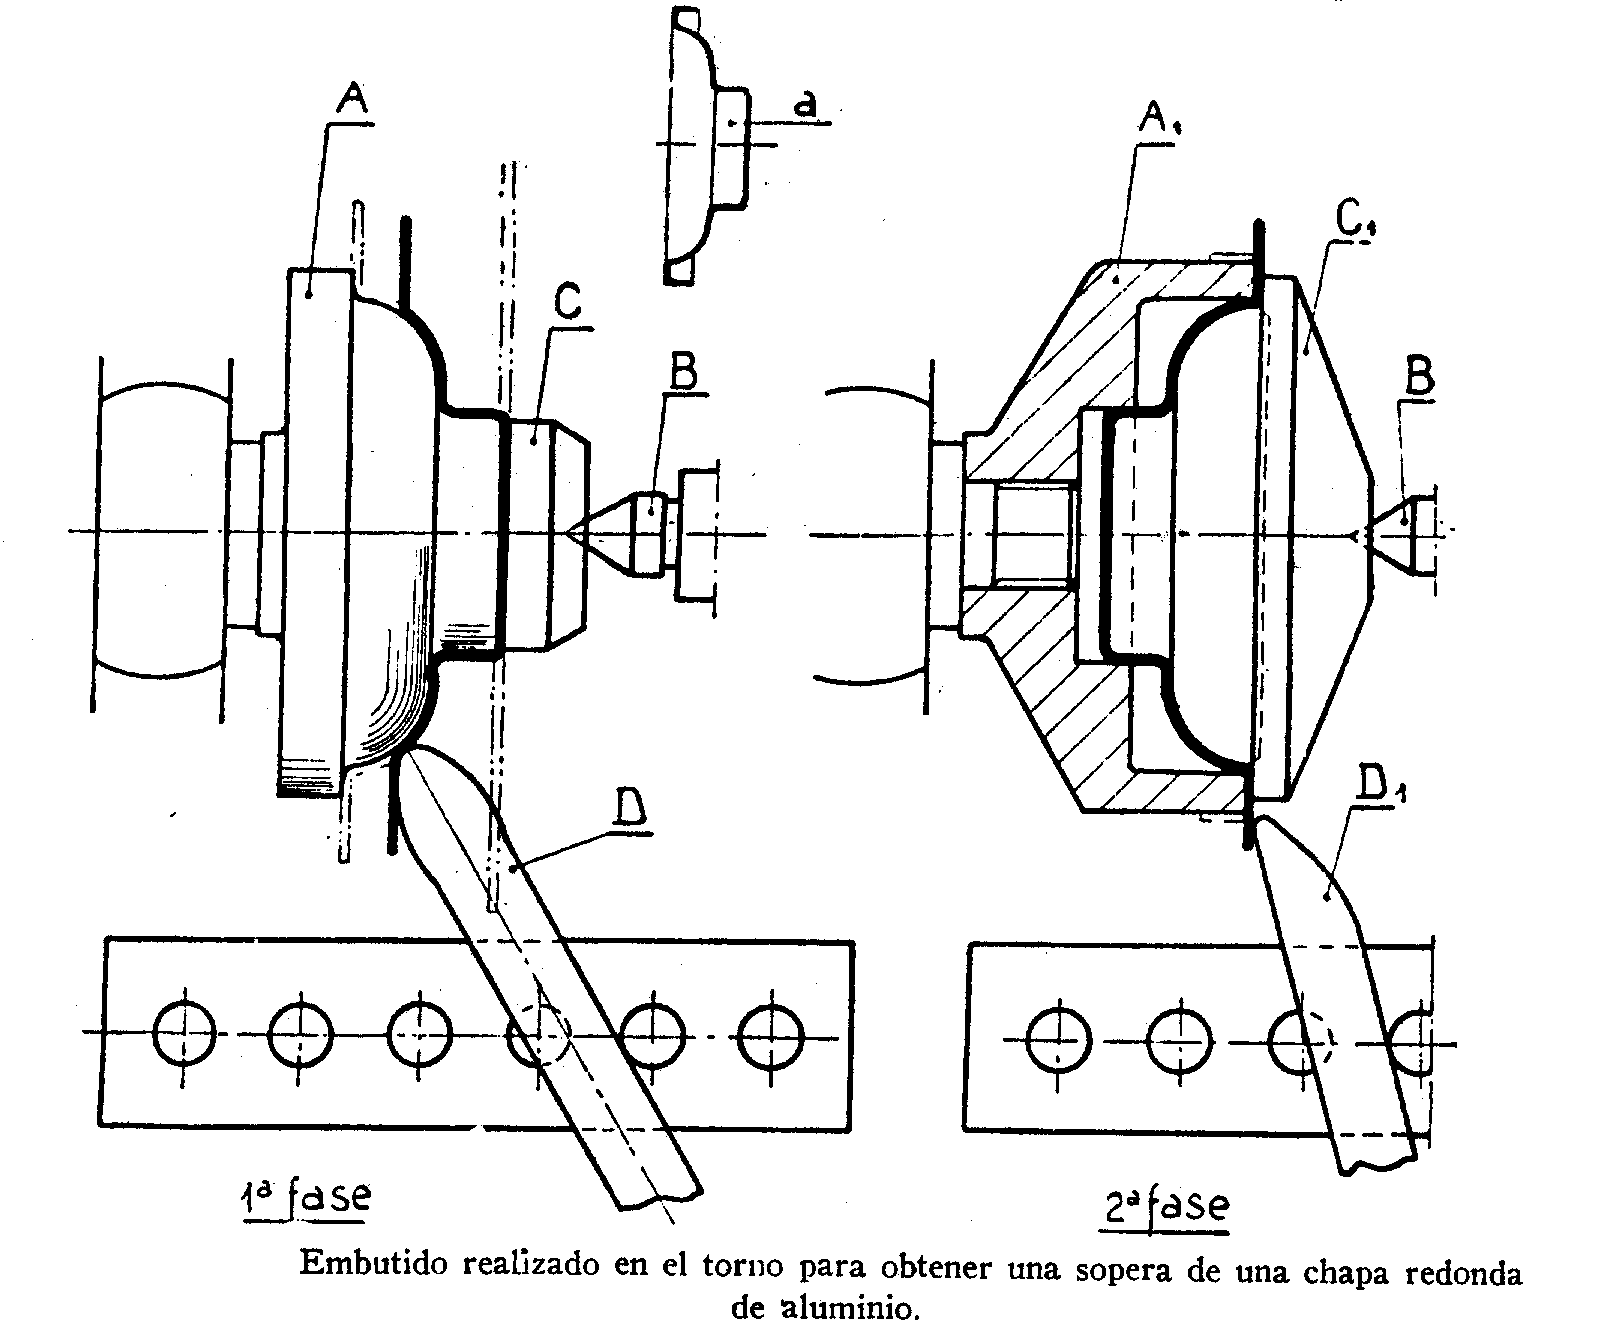 a
A
C
B
D
A₁
C₁
B
D₁
1ª fase
2ª fase
Embutido realizado en el torno para obtener una sopera de una chapa redonda
de aluminio.